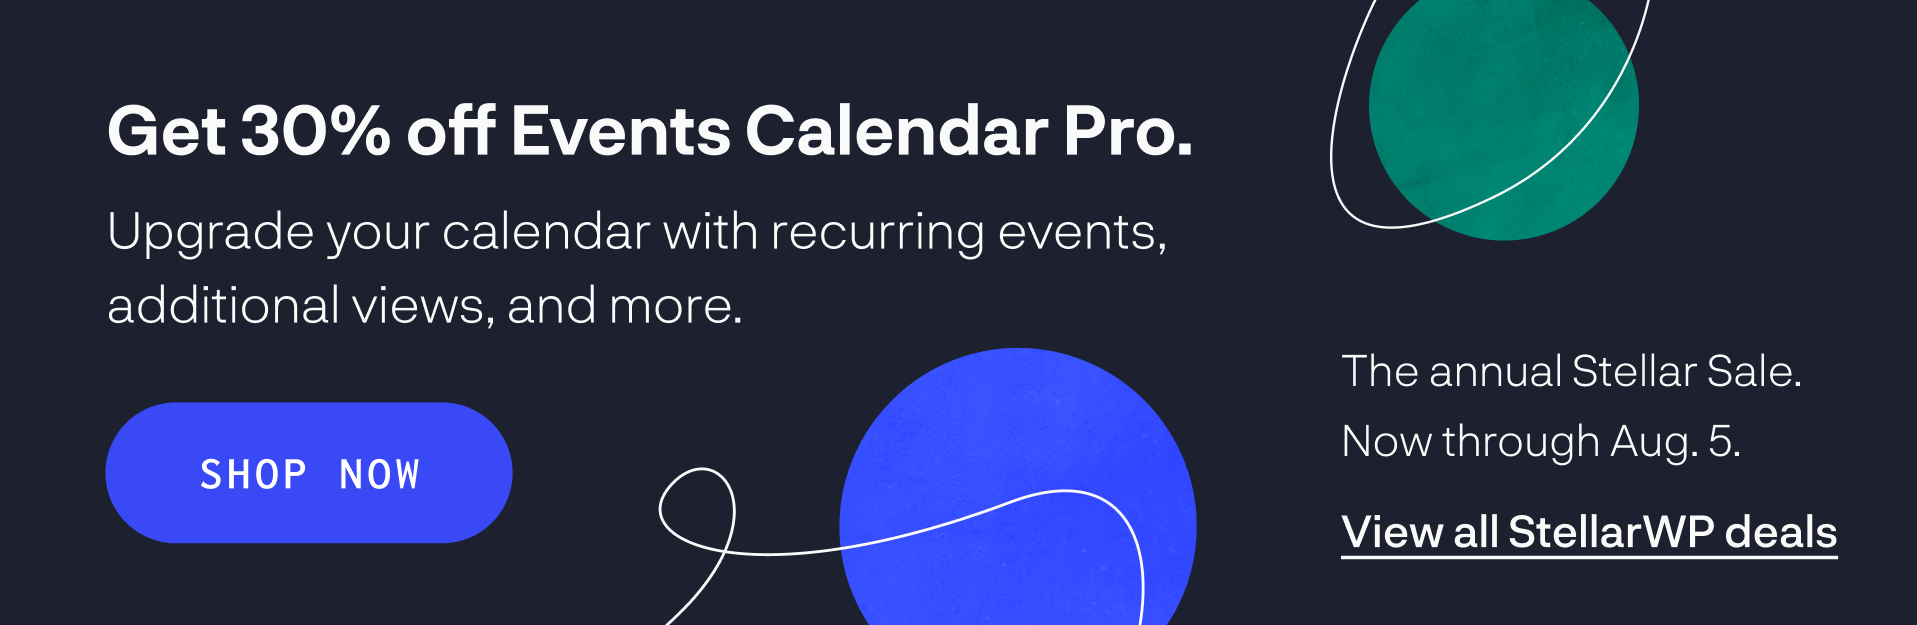 Get 30% off Events Calendar Pro.
Upgrade your calendar with recurring events,
additional views, and more.
SHOP NOW
The annual Stellar Sale.
Now through Aug. 5.
View all StellarWP deals